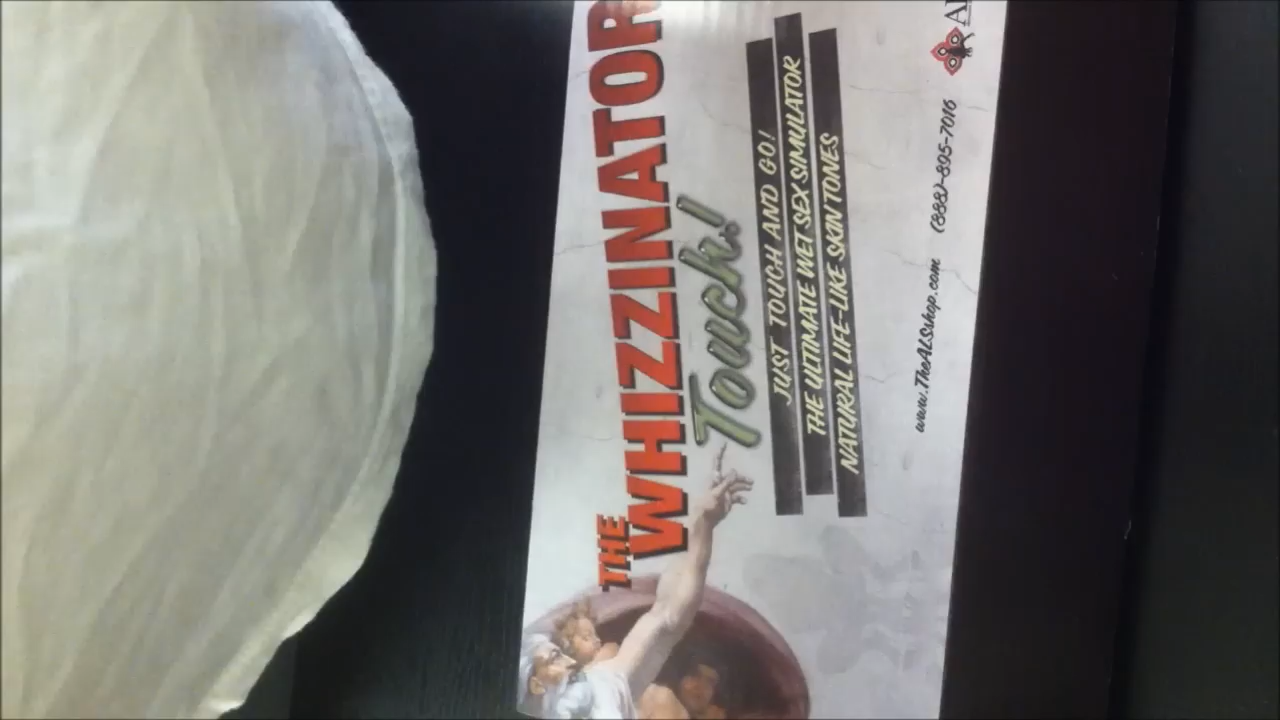 THE
WHIZZINATOR
Touch!
JUST TOUCH AND GO!
THE ULTIMATE WET SEX SIMULATOR
NATURAL LIFE-LIKE SKIN TONES
www.TheALSshop.com (888)-895-7016